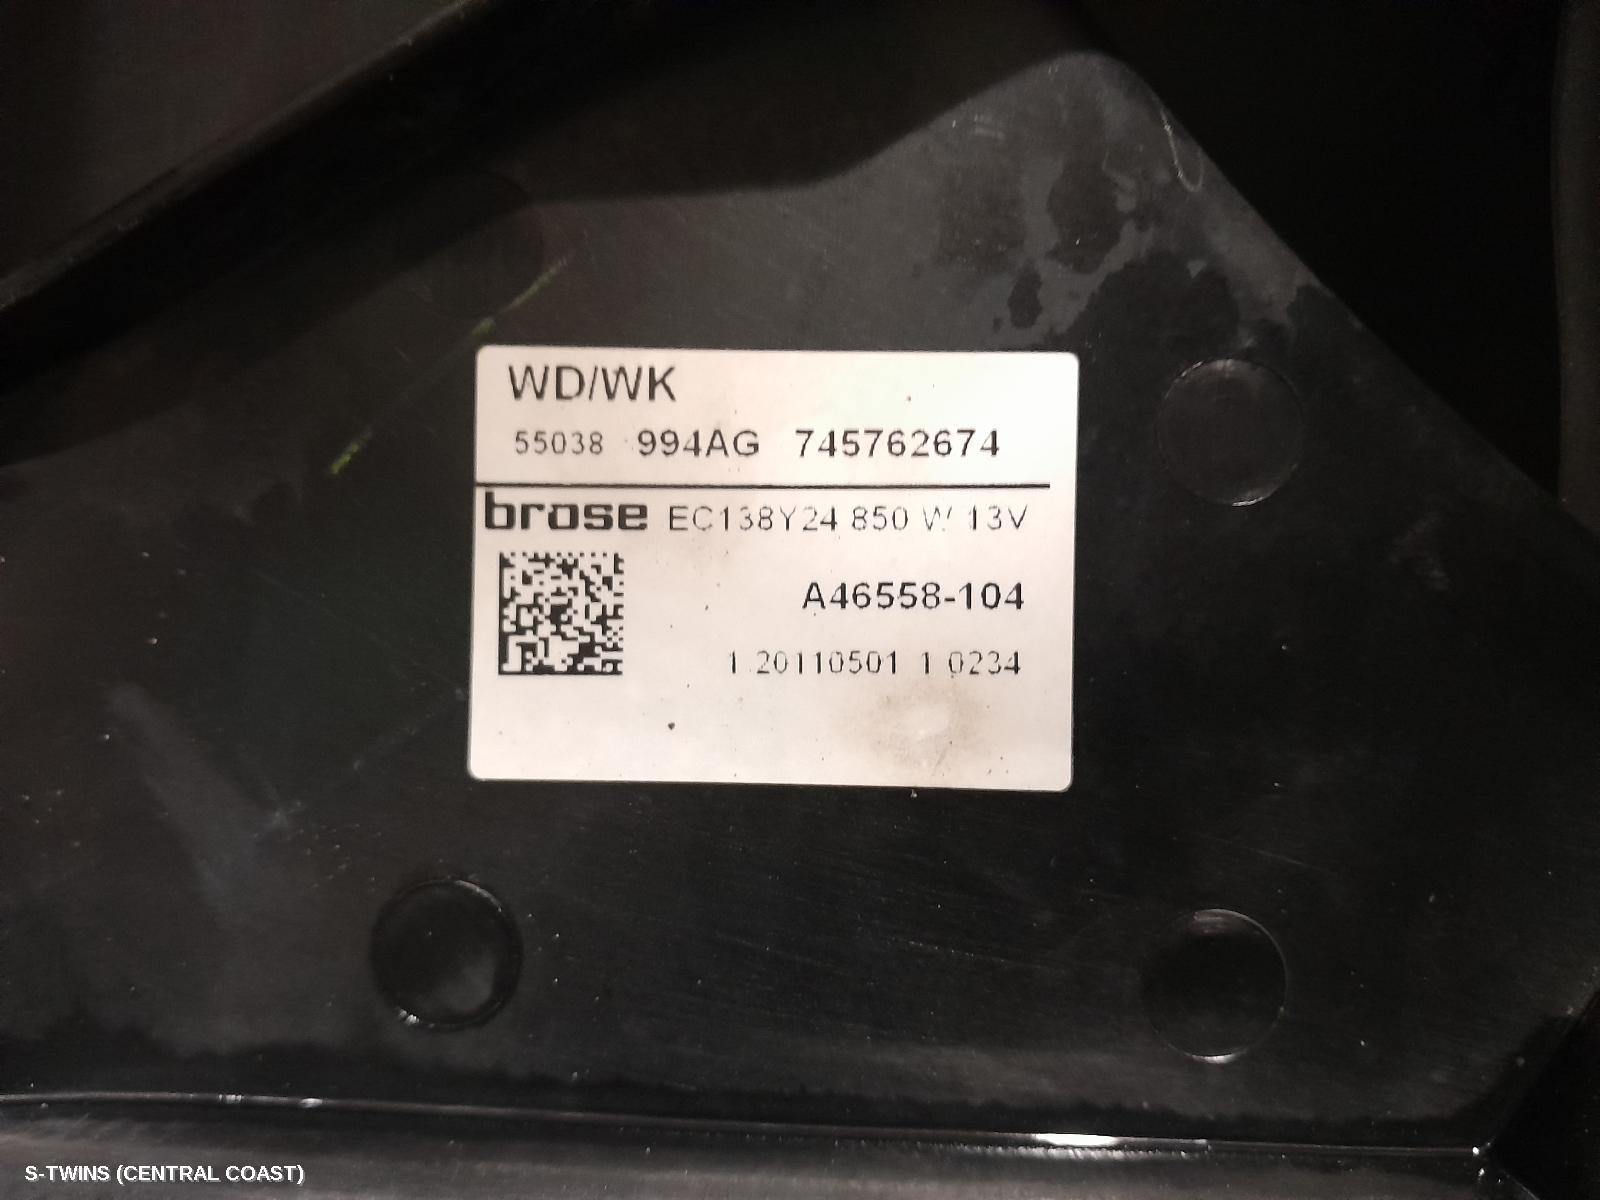 WD/WK
55038 994AG 745762674
brose EC138Y24 850 W 13V
A46558-104
1 20110501 1 0234
S-TWINS (CENTRAL COAST)